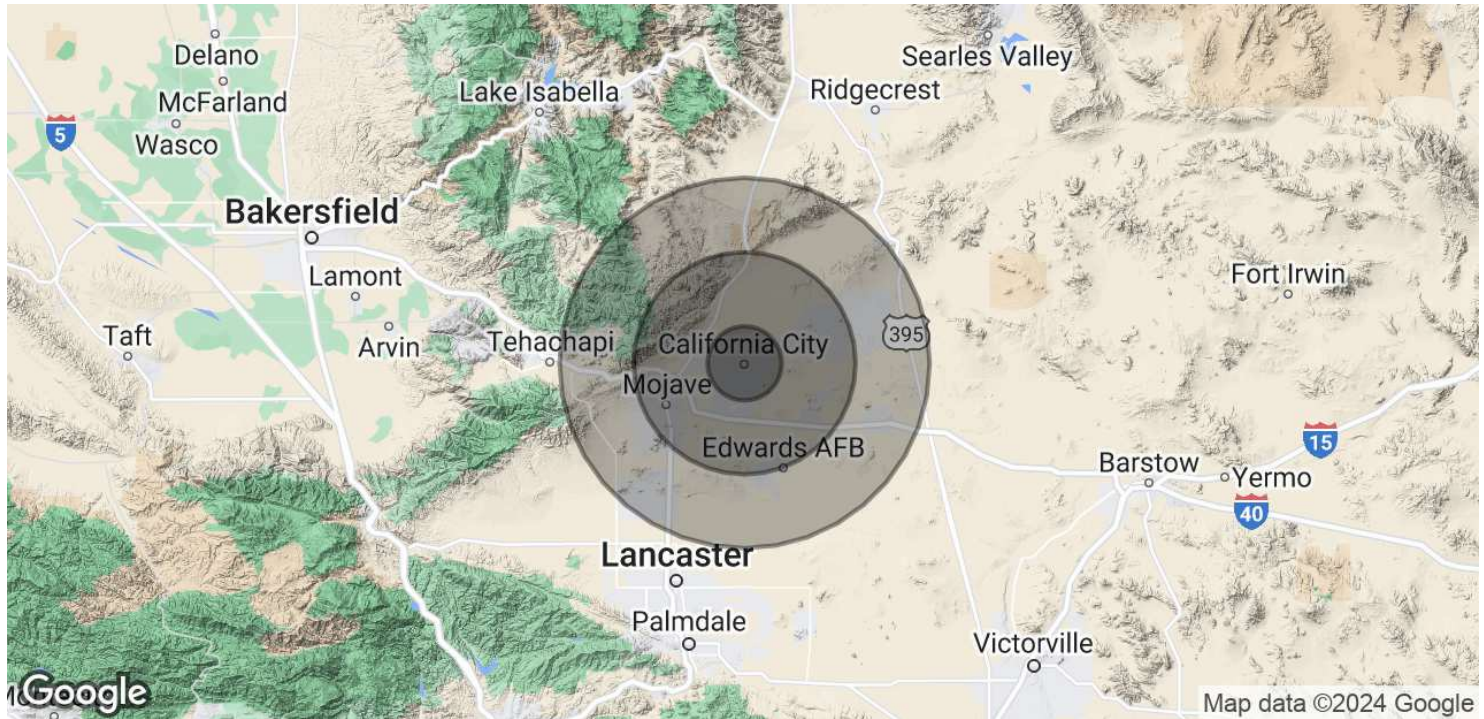 Delano
Searles Valley
McFarland
Lake Isabella
Ridgecrest
5
Wasco
Bakersfield
Lamont
Fort Irwin
Taft
Arvin
Tehachapi
California City
395
Mojave
Edwards AFB
15
Barstow
Yermo
40
Lancaster
Palmdale
Victorville
Google
Map data ©2024 Google